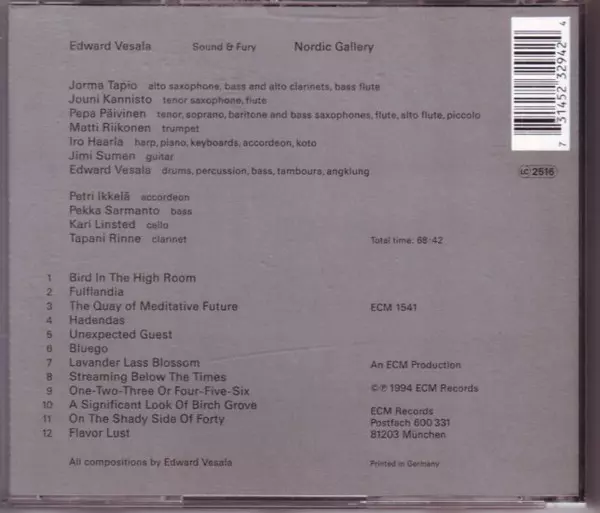 Edward Vesala Sound & Fury Nordic Gallery
Jorma Tapio alto saxophone, bass and alto clarinets, bass flute
Jouni Kannisto tenor saxophone, flute
Pepa Päivinen tenor, soprano, baritone and bass saxophones, flute, alto flute, piccolo
Matti Riikonen trumpet
Iro Haarla harp, piano, keyboards, accordeon, koto
Jimi Sumen guitar
Edward Vesala drums, percussion, bass, tamboura, angklung
Petri Ikkelä accordeon
Pekka Sarmanto bass
Kari Linsted cello
Tapani Rinne clarinet
Total time: 68:42
1 Bird In The High Room
2 Fulflandia
3 The Quay of Meditative Future
4 Hadendas
5 Unexpected Guest
6 Bluego
7 Lavander Lass Blossom
8 Streaming Below The Times
9 One-Two-Three Or Four-Five-Six
10 A Significant Look Of Birch Grove
11 On The Shady Side Of Forty
12 Flavor Lust
All compositions by Edward Vesala
7 31452 32942 4
LC 2516
ECM 1541
An ECM Production
©℗ 1994 ECM Records
ECM Records
Postfach 600 331
81203 München
Printed in Germany